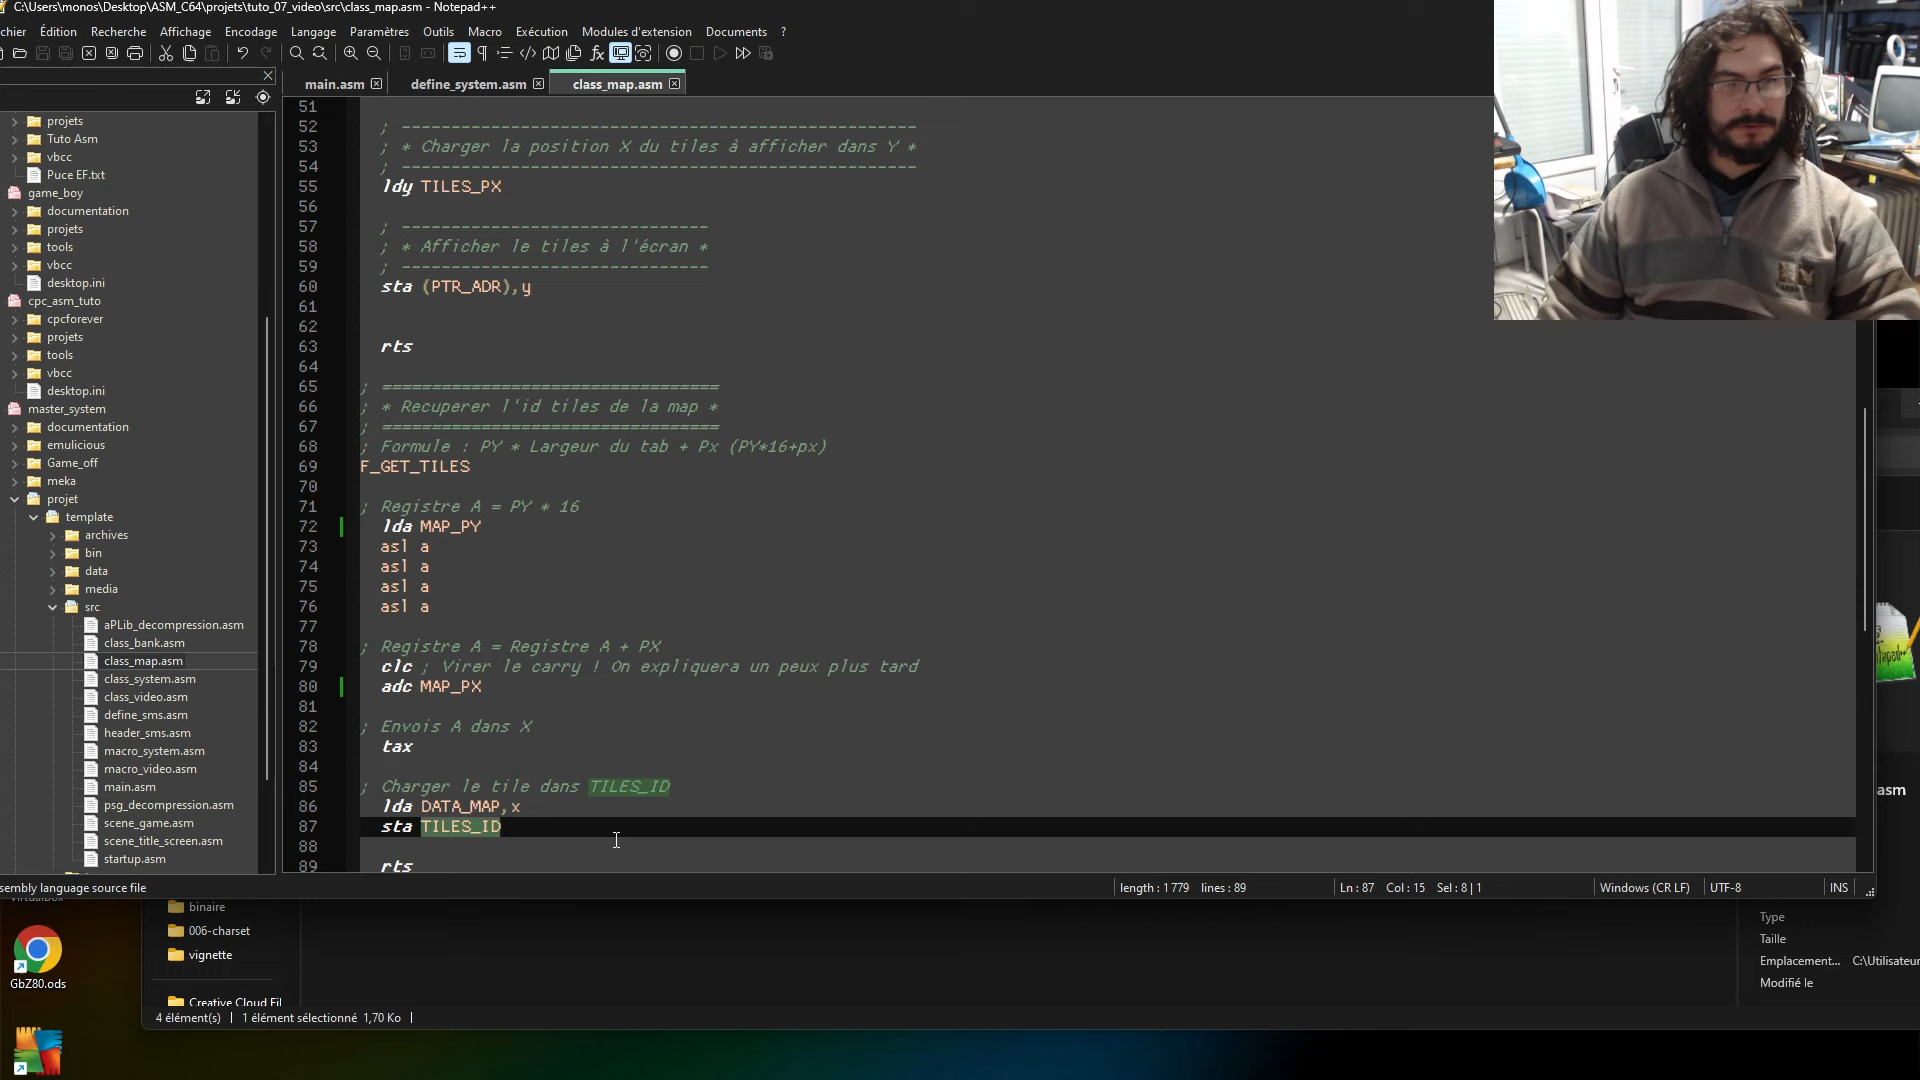 C:\Users\monos\Desktop\ASM_C64\projets\tuto_07_video\src\class_map.asm - Notepad++
chier Édition Recherche Affichage Encodage Langage Paramètres Outils Macro Exécution Modules d'extension Documents ?
main.asm define_system.asm class_map.asm
projets
Tuto Asm
vbcc
Puce EF.txt
game_boy
documentation
projets
tools
vbcc
desktop.ini
cpc_asm_tuto
cpcforever
projets
tools
vbcc
desktop.ini
master_system
documentation
emulicious
Game_off
meka
projet
template
archives
bin
data
media
src
aPLib_decompression.asm
class_bank.asm
class_map.asm
class_system.asm
class_video.asm
define_sms.asm
header_sms.asm
macro_system.asm
macro_video.asm
main.asm
psg_decompression.asm
scene_game.asm
scene_title_screen.asm
startup.asm
51
52 ; ----------------------------------------------------
53 ; * Charger la position X du tiles à afficher dans Y *
54 ; ----------------------------------------------------
55 ldy TILES_PX
56
57 ; -------------------------------
58 ; * Afficher le tiles à l'écran *
59 ; -------------------------------
60 sta (PTR_ADR),y
61
62
63 rts
64
65 ; ==================================
66 ; * Recuperer l'id tiles de la map *
67 ; ==================================
68 ; Formule : PY * Largeur du tab + Px (PY*16+px)
69 F_GET_TILES
70
71 ; Registre A = PY * 16
72 lda MAP_PY
73 asl a
74 asl a
75 asl a
76 asl a
77
78 ; Registre A = Registre A + PX
79 clc ; Virer le carry ! On expliquera un peux plus tard
80 adc MAP_PX
81
82 ; Envois A dans X
83 tax
84
85 ; Charger le tile dans TILES_ID
86 lda DATA_MAP,x
87 sta TILES_ID
88
89 rts
sembly language source file length : 1 779 lines : 89 Ln : 87 Col : 15 Sel : 8 | 1 Windows (CR LF) UTF-8 INS
asm
binaire
006-charset
vignette
Creative Cloud Fil
4 élément(s) 1 élément sélectionné 1,70 Ko
Type
Taille
Emplacement... C:\Utilisateur
Modifié le
GbZ80.ods